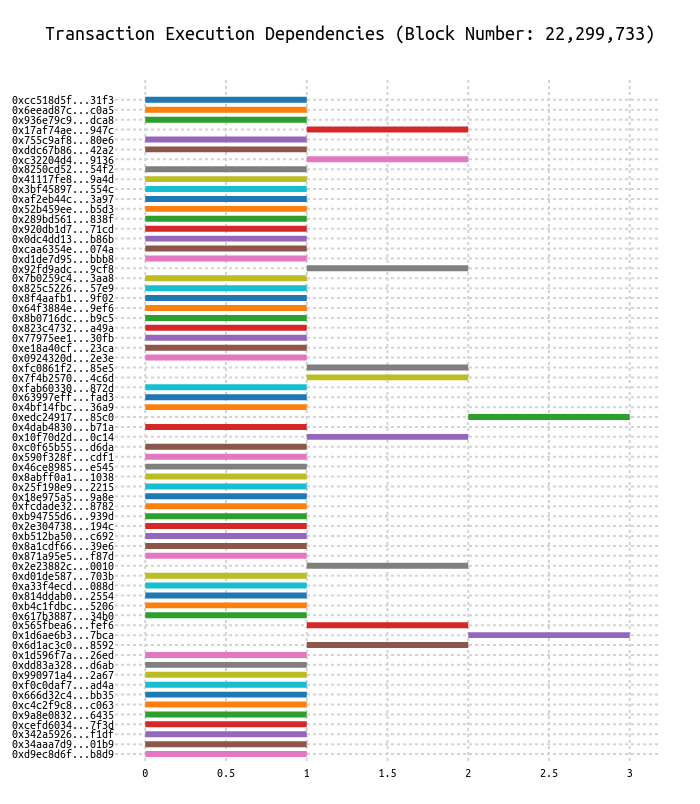 Transaction Execution Dependencies (Block Number: 22,299,733)
0xcc518d5f...31f3
0x6eead87c...c0a5
0x936e79c9...dca8
0x17af74ae...947c
0x755c9af8...80e6
0xddc67b86...42a2
0xc32204d4...9136
0x8250cd52...54f2
0x41117fe8...9a4d
0x3bf45897...554c
0xaf2eb44c...3a97
0x52b459ee...b5d3
0x289bd561...838f
0x920db1d7...71cd
0x0dc4dd13...b86b
0xcaa6354e...074a
0xd1de7d95...bbb8
0x92fd9adc...9cf8
0x7b0259c4...3aa8
0x825c5226...57e9
0x8f4aafb1...9f02
0x64f3884e...9ef6
0x8b0716dc...b9c5
0x823c4732...a49a
0x77975ee1...30fb
0xe18a40cf...23ca
0x0924320d...2e3e
0xfc0861f2...85e5
0x7f4b2570...4c6d
0xfab60330...872d
0x63997eff...fad3
0x4bf14fbc...36a9
0xedc24917...85c0
0x4dab4830...b71a
0x10f70d2d...0c14
0xc0f65b55...d6da
0x590f328f...cdf1
0x46ce8985...e545
0x8abff0a1...1038
0x25f198e9...2215
0x18e975a5...9a8e
0xfcdade32...8782
0xb94755d6...939d
0x2e304738...194c
0xb512ba50...c692
0x8a1cdf66...39e6
0x871a95e5...f87d
0x2e23882c...0010
0xd01de587...703b
0xa33f4ecd...088d
0x814ddab0...2554
0xb4c1fdbc...5206
0x617b3887...34b0
0x565fbea6...fef6
0x1d6ae6b3...7bca
0x6d1ac3c0...8592
0x1d596f7a...26ed
0xdd83a328...d6ab
0x990971a4...2a67
0xf0c0daf7...ad4a
0x666d32c4...bb35
0xc4c2f9c8...c063
0x9a8e0832...6435
0xcefd6034...7f3d
0x342a5926...f1df
0x34aaa7d9...01b9
0xd9ec8d6f...b8d9
0 0.5 1 1.5 2 2.5 3